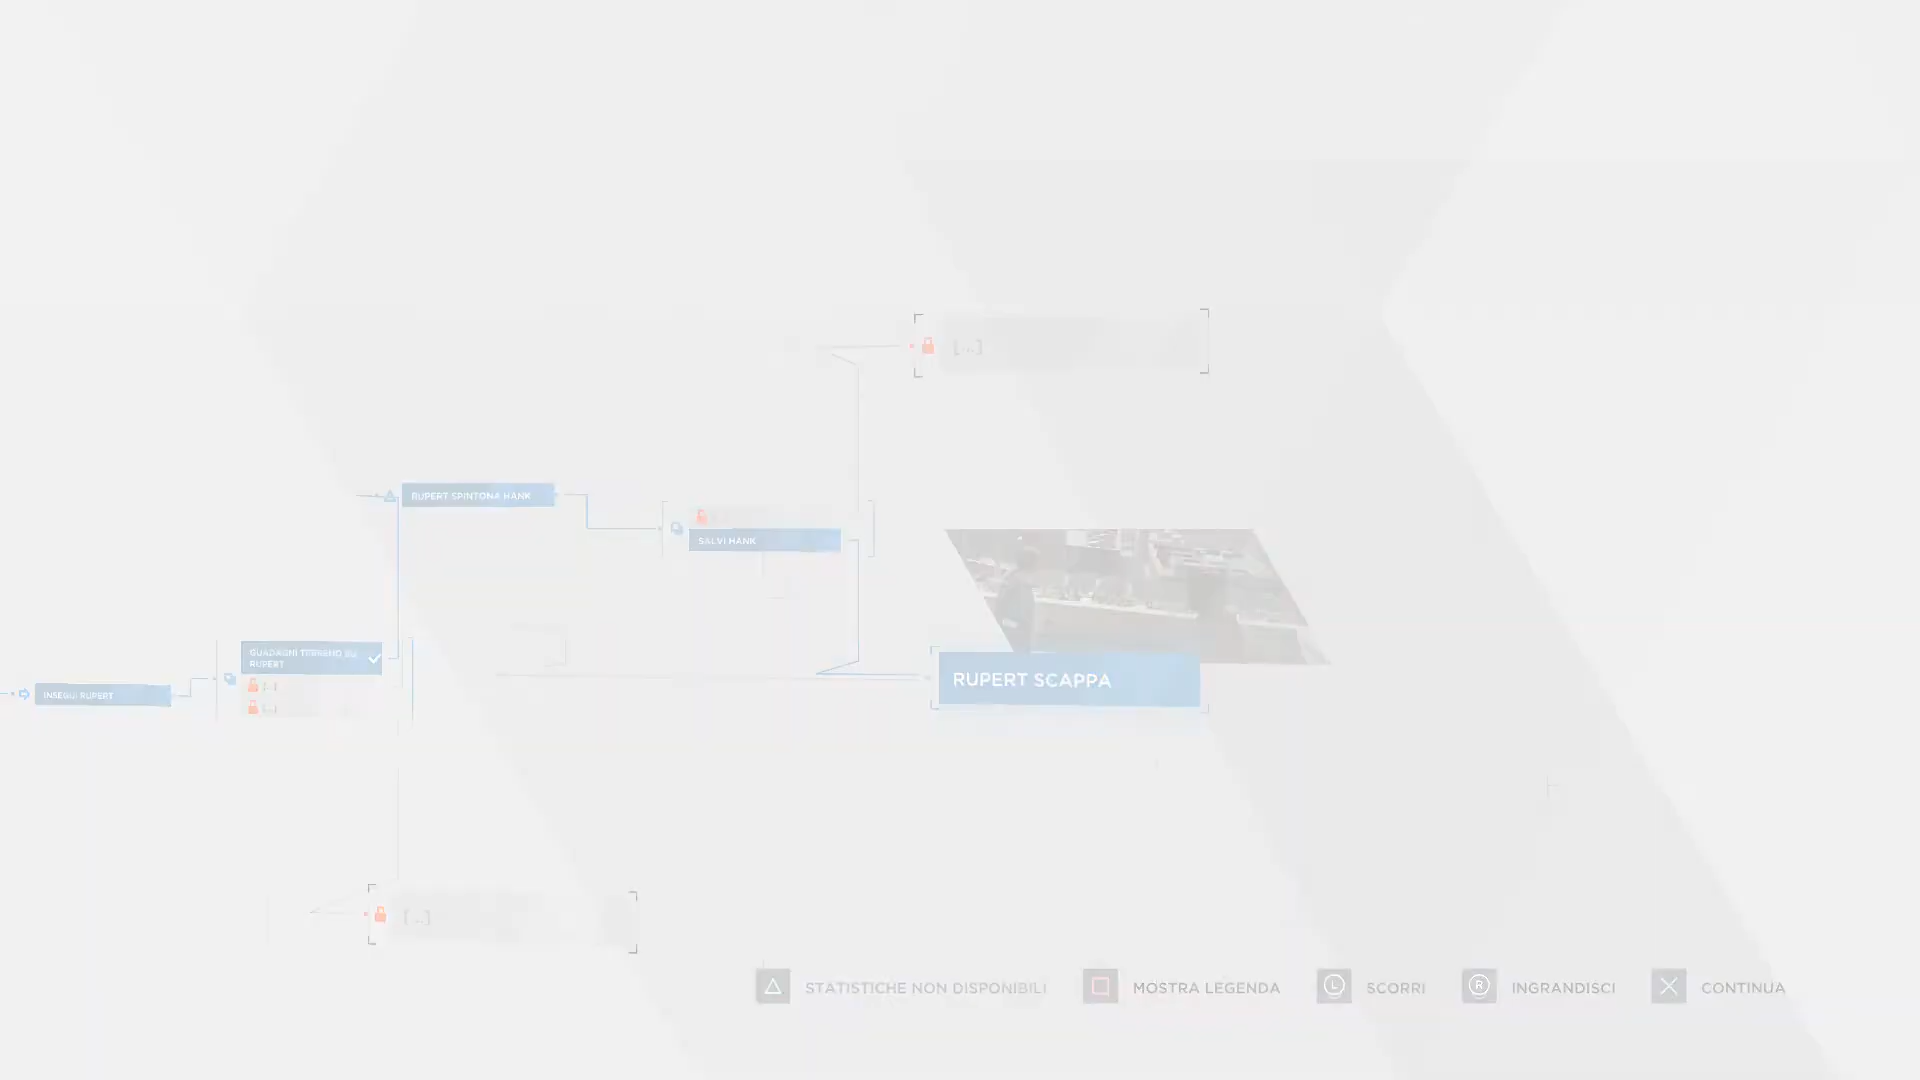 [...]
RUPERT SPINTONA HANK
SALVI HANK
GUADAGNI TERRENO SU
RUPERT
[...]
[...]
INSEGUI RUPERT
RUPERT SCAPPA
[...]
STATISTICHE NON DISPONIBILI
MOSTRA LEGENDA
L
SCORRI
R
INGRANDISCI
CONTINUA